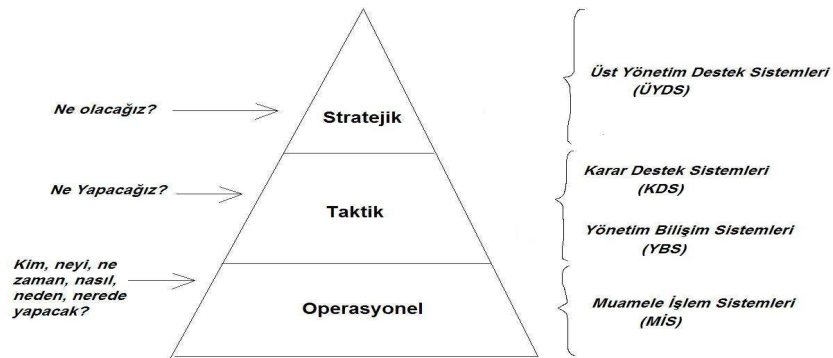 Üst Yönetim Destek Sistemleri
(ÜYDS)
Ne olacağız?
Stratejik
Karar Destek Sistemleri
(KDS)
Ne Yapacağız?
Taktik
Yönetim Bilişim Sistemleri
(YBS)
Kim, neyi, ne
zaman, nasıl,
neden, nerede
yapacak?
Operasyonel
Muamele İşlem Sistemleri
(MİS)